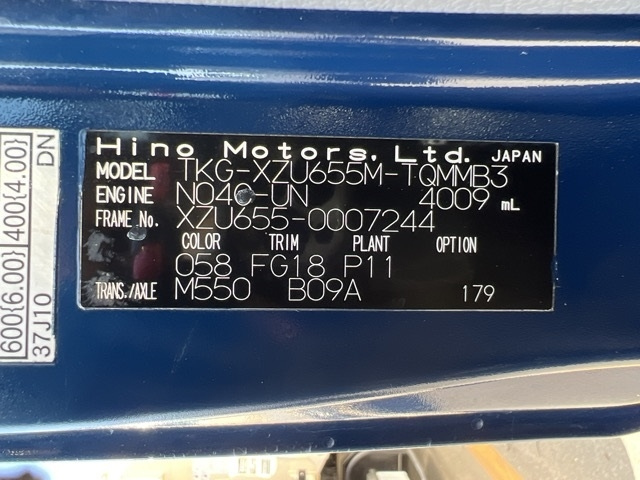 Hino Motors, Ltd. JAPAN
MODEL TKG-XZU655M-TQMMB3
ENGINE N04C-UN 4009 mL
FRAME No. XZU655-0007244
COLOR TRIM PLANT OPTION
058 FG18 P11
TRANS./AXLE M550 B09A 179
600(6.00) 400(4.00)
37J10 DN